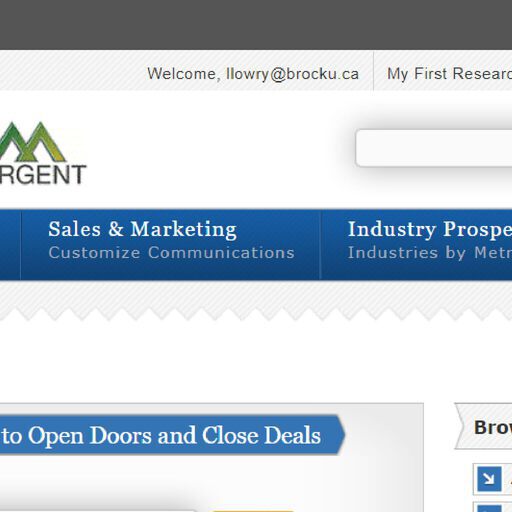 Welcome, llowry@brocku.ca
My First Researc
RGENT
Sales & Marketing
Customize Communications
Industry Prospe
Industries by Metr
to Open Doors and Close Deals
Bro